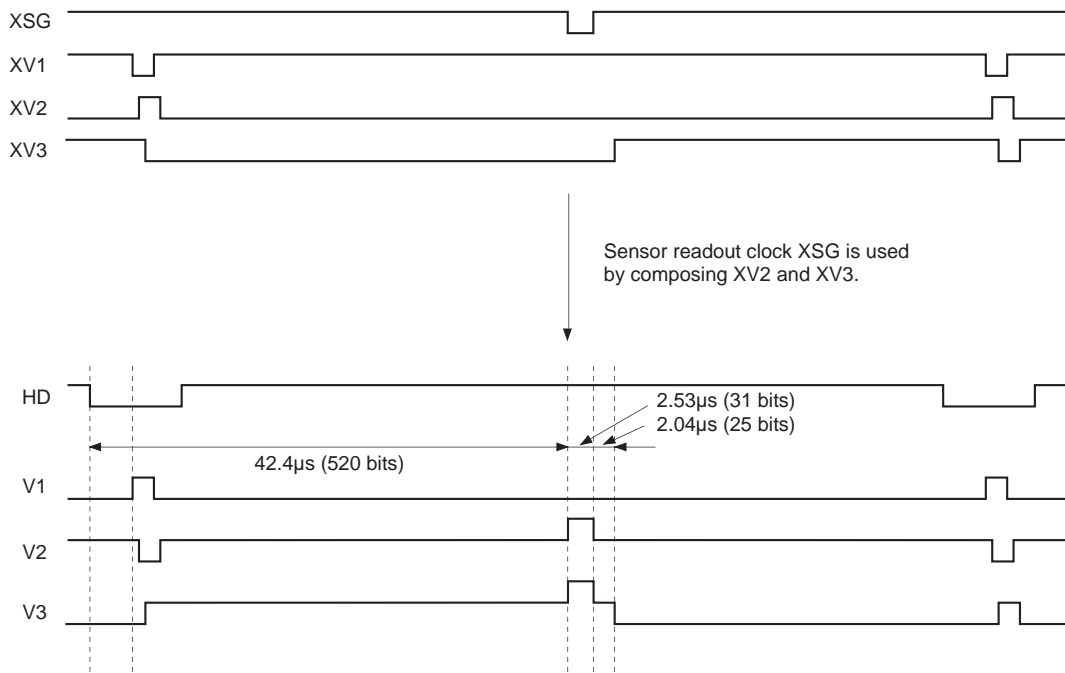 XSG
XV1
XV2
XV3
Sensor readout clock XSG is used
by composing XV2 and XV3.
HD
2.53µs (31 bits)
2.04µs (25 bits)
42.4µs (520 bits)
V1
V2
V3